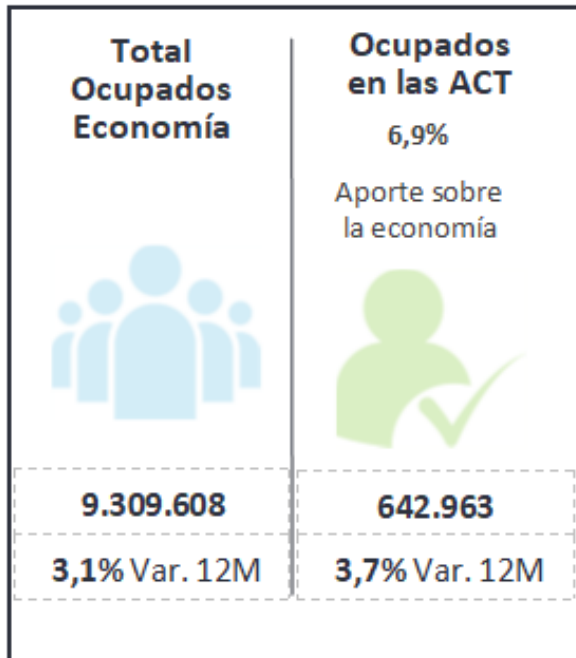 Total
Ocupados
Economía
Ocupados
en las ACT
6,9%
Aporte sobre
la economía
9.309.608
642.963
3,1% Var. 12M
3,7% Var. 12M